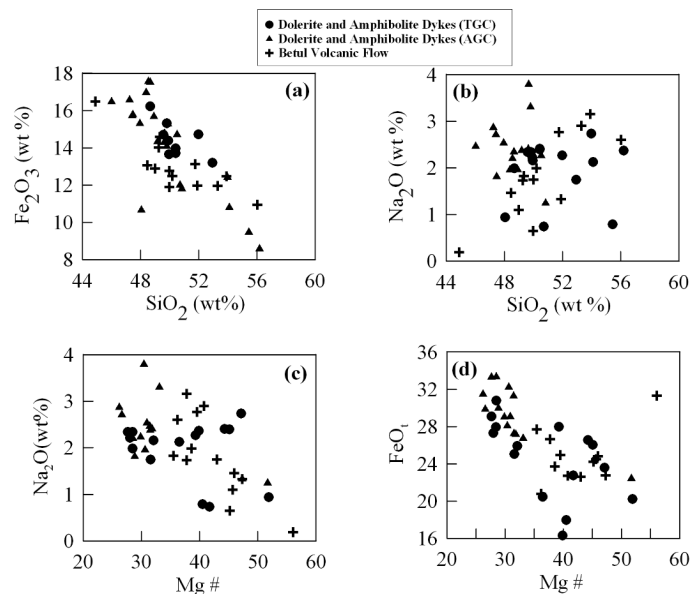 Dolerite and Amphibolite Dykes (TGC)
Dolerite and Amphibolite Dykes (AGC)
Betul Volcanic Flow
(a)
18
16
14
12
10
8
Fe2O3 (wt %)
44 48 52 56 60
SiO2 (wt%)
(b)
4
3
2
1
0
Na2O (wt %)
44 48 52 56 60
SiO2 (wt %)
(c)
4
3
2
1
0
Na2O(wt%)
20 30 40 50 60
Mg #
(d)
36
32
28
24
20
16
FeOt
20 30 40 50 60
Mg #